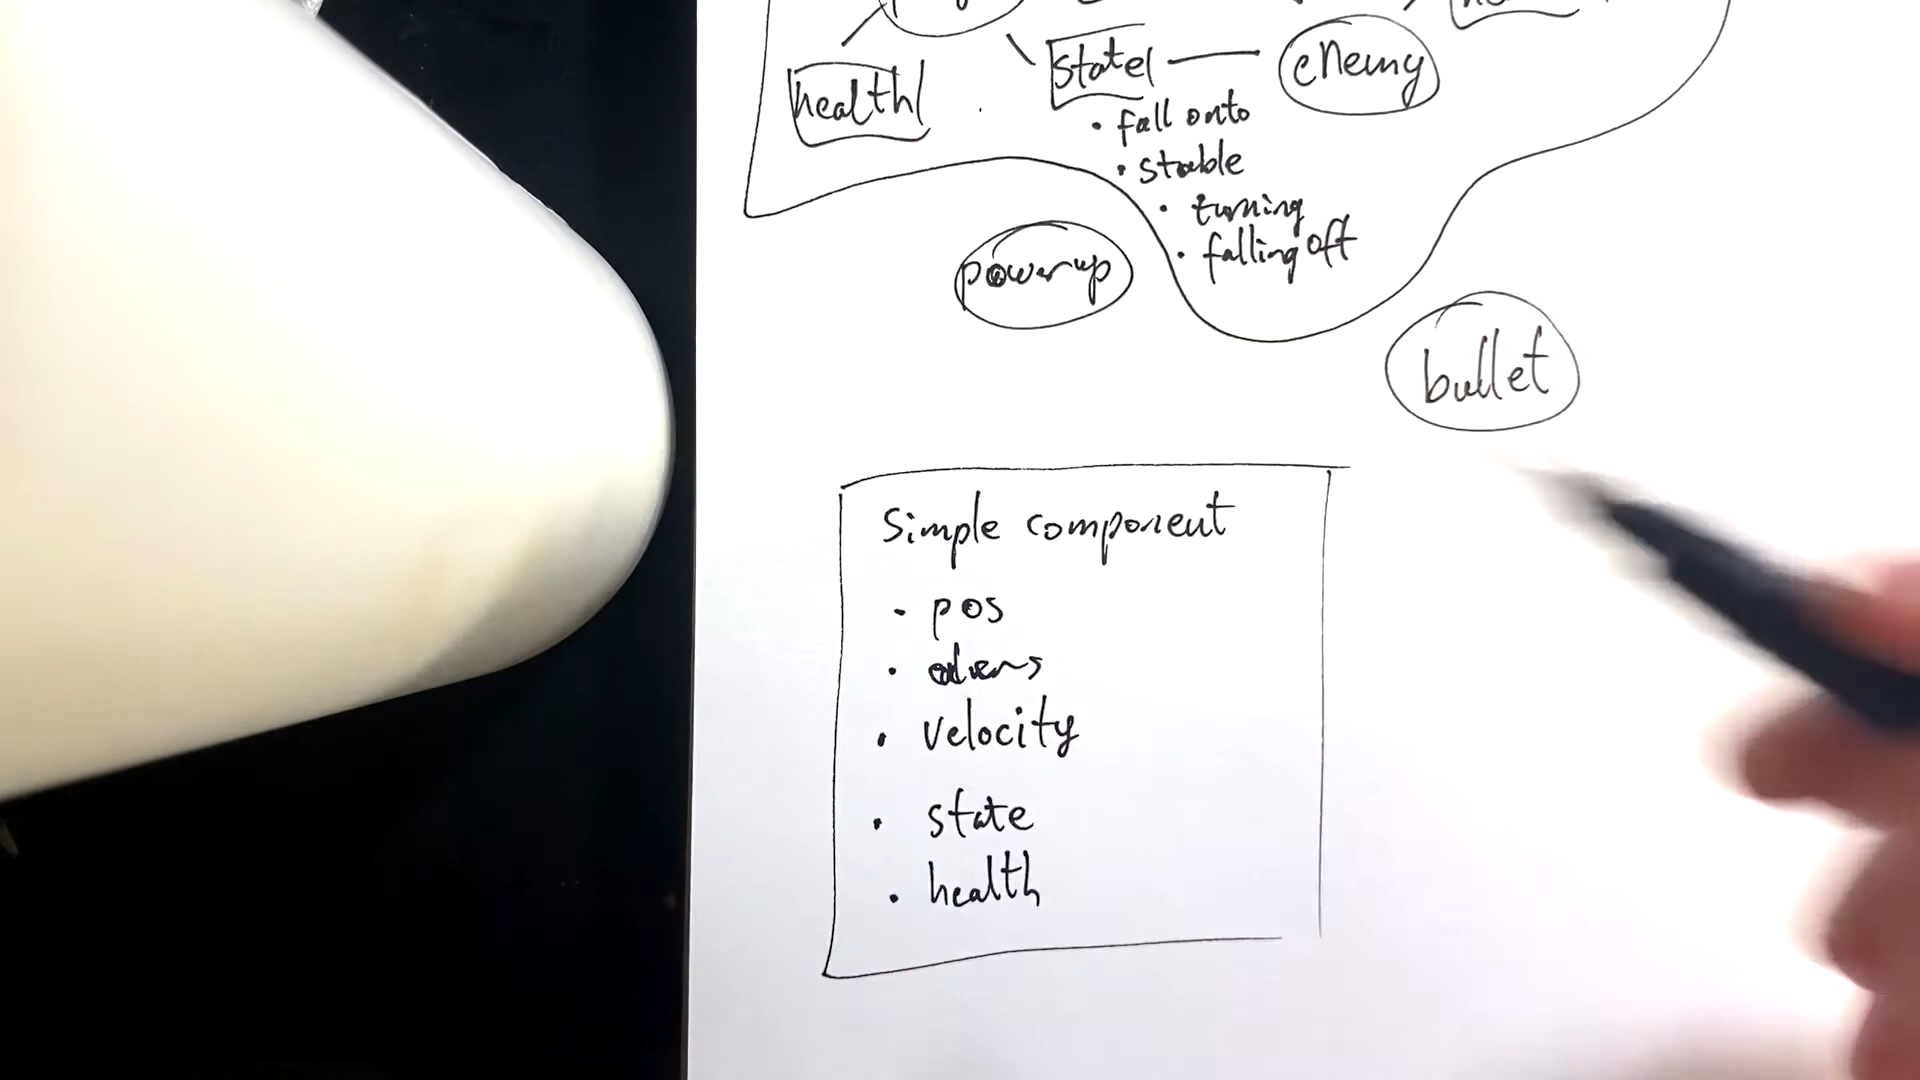 state
enemy
health
• fall onto
• stable
• turning
• falling off
powerup
bullet
Simple component
• pos
• velocity
• state
• health